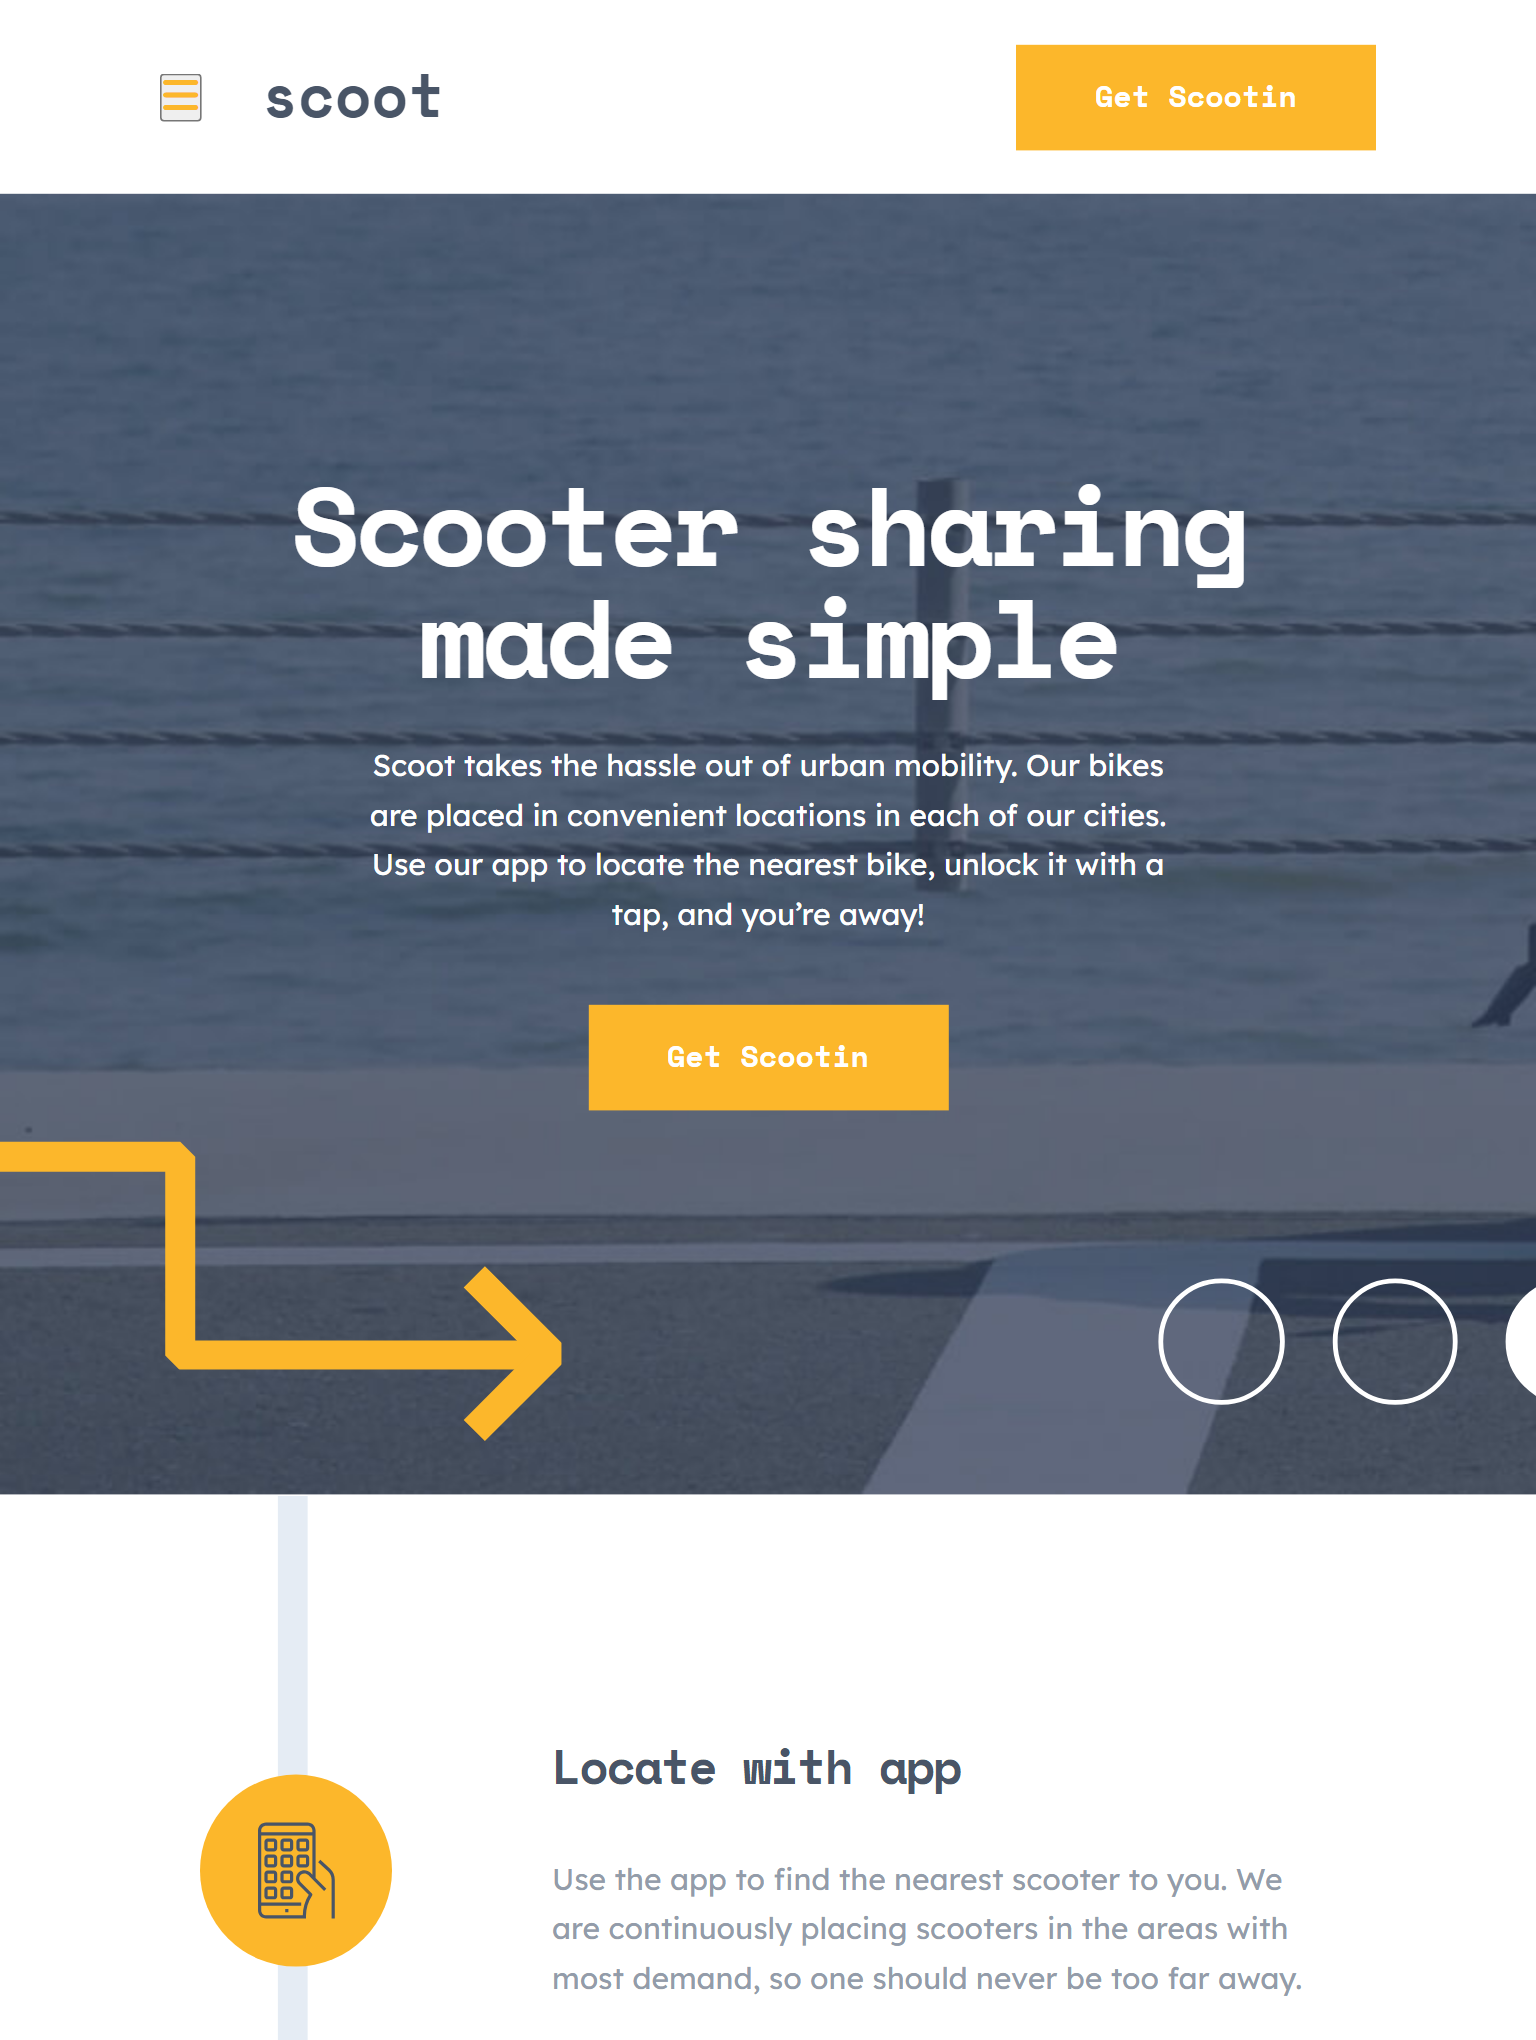 scoot
Get Scootin
Scooter sharing
made simple
Scoot takes the hassle out of urban mobility. Our bikes
are placed in convenient locations in each of our cities.
Use our app to locate the nearest bike, unlock it with a
tap, and you’re away!
Get Scootin
Locate with app
Use the app to find the nearest scooter to you. We
are continuously placing scooters in the areas with
most demand, so one should never be too far away.